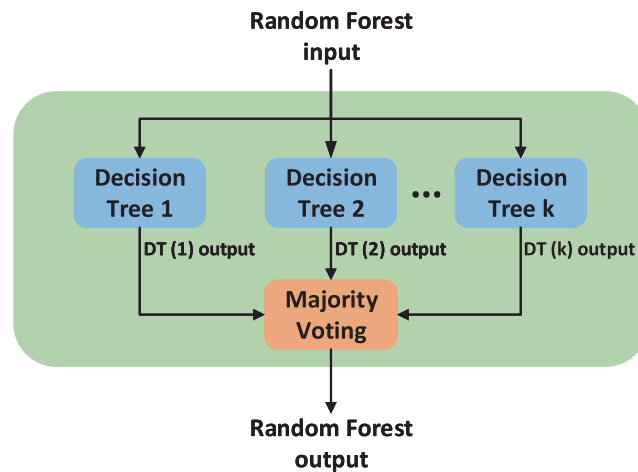 Random Forest
input
Decision
Tree 1
Decision
Tree 2
...
Decision
Tree k
DT (1) output
DT (2) output
DT (k) output
Majority
Voting
Random Forest
output